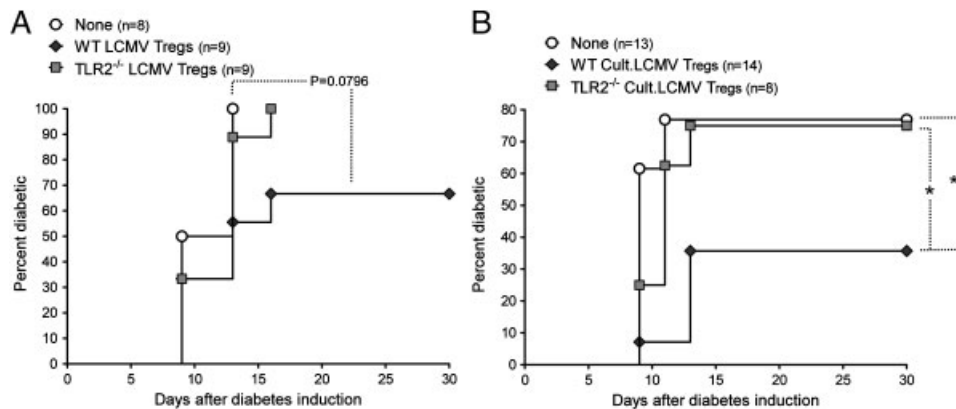 A
None (n=8)
WT LCMV Tregs (n=9)
TLR2-/- LCMV Tregs (n=9)
P=0.0796
100
90
80
70
60
50
40
30
20
10
0
Percent diabetic
0 5 10 15 20 25 30
Days after diabetes induction
B
None (n=13)
WT Cult.LCMV Tregs (n=14)
TLR2-/- Cult.LCMV Tregs (n=8)
80
70
60
50
40
30
20
10
0
Percent diabetic
* *
0 5 10 15 20 25 30
Days after diabetes induction